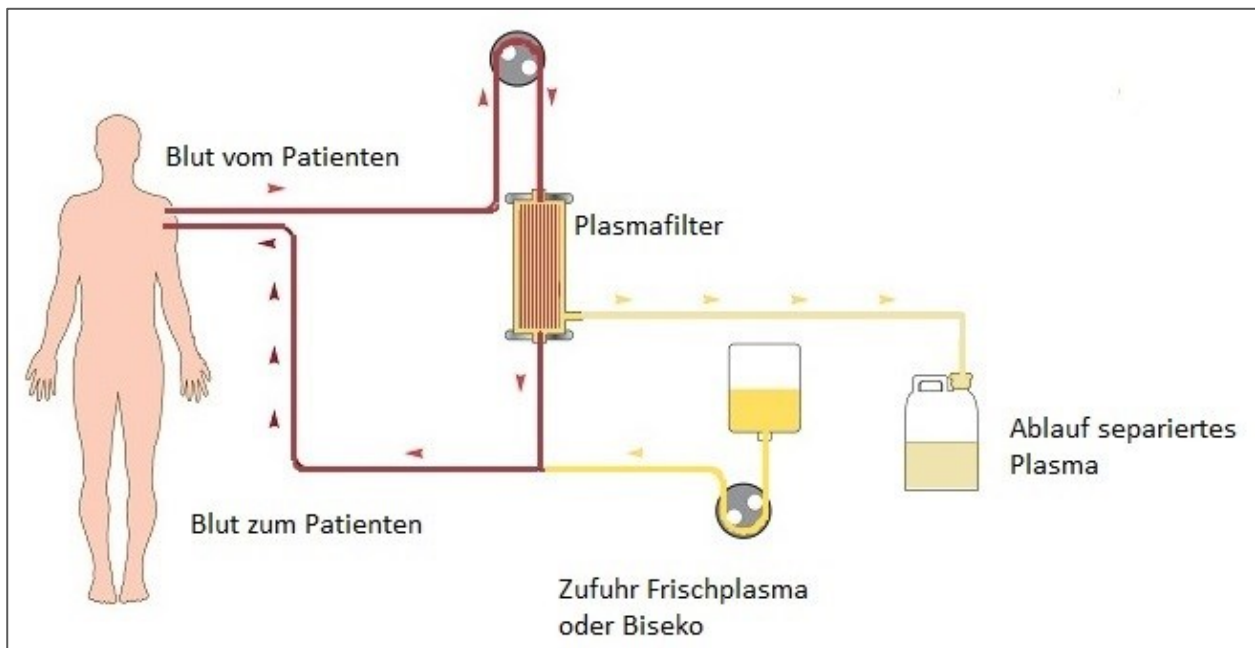 Blut vom Patienten
Plasmafilter
Ablauf separiertes
Plasma
Blut zum Patienten
Zufuhr Frischplasma
oder Biseko